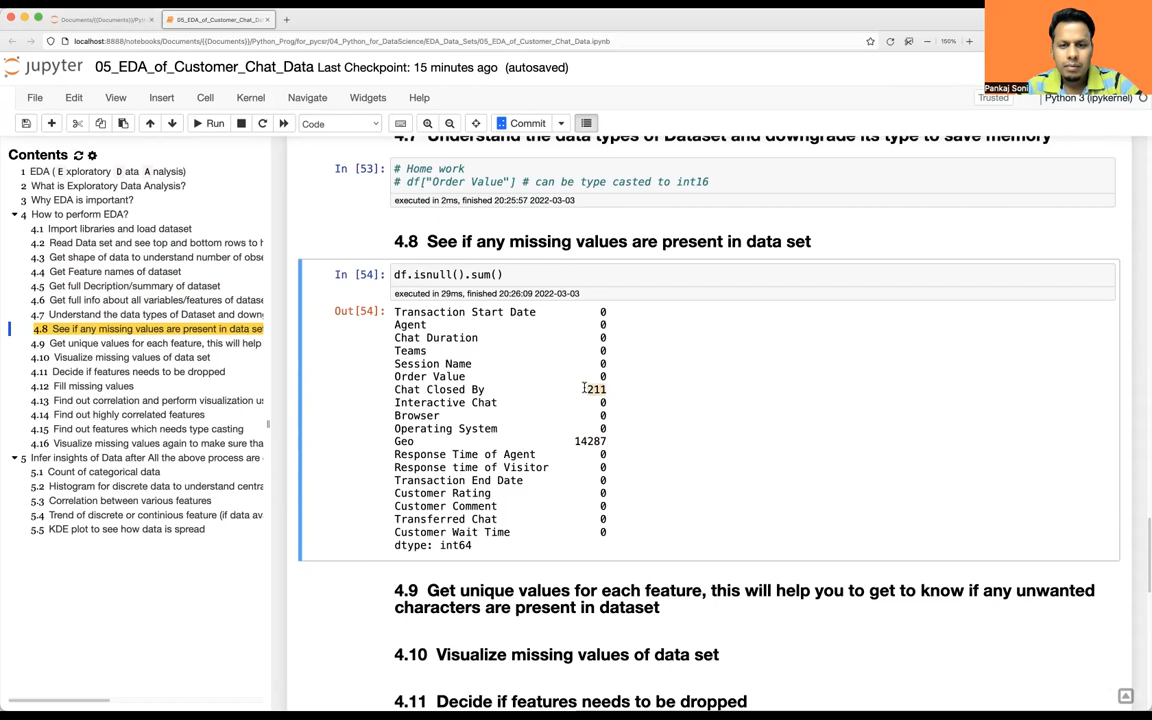 Documents/{{Documents}}/Pyth
05_EDA_of_Customer_Chat_Da
localhost:8888/notebooks/Documents/{{Documents}}/Python_Prog/for_pycsr/04_Python_for_DataScience/EDA_Data_Sets/05_EDA_of_Customer_Chat_Data.ipynb
150%
jupyter 05_EDA_of_Customer_Chat_Data Last Checkpoint: 15 minutes ago (autosaved)
Pankaj Soni
File Edit View Insert Cell Kernel Navigate Widgets Help
Trusted
Python 3 (ipykernel)
Run Code Commit
Contents
1 EDA ( E xploratory D ata A nalysis)
2 What is Exploratory Data Analysis?
3 Why EDA is important?
4 How to perform EDA?
4.1 Import libraries and load dataset
4.2 Read Data set and see top and bottom rows to h
4.3 Get shape of data to understand number of obse
4.4 Get Feature names of dataset
4.5 Get full Decription/summary of dataset
4.6 Get full info about all variables/features of datase
4.7 Understand the data types of Dataset and down
4.8 See if any missing values are present in data se
4.9 Get unique values for each feature, this will help
4.10 Visualize missing values of data set
4.11 Decide if features needs to be dropped
4.12 Fill missing values
4.13 Find out correlation and perform visualization us
4.14 Find out highly correlated features
4.15 Find out features which needs type casting
4.16 Visualize missing values again to make sure tha
5 Infer insights of Data after All the above process are
5.1 Count of categorical data
5.2 Histogram for discrete data to understand centra
5.3 Correlation between various features
5.4 Trend of discrete or continious feature (if data av
5.5 KDE plot to see how data is spread
4.7 Understand the data types of Dataset and downgrade its type to save memory
In [53]: # Home work
# df["Order Value"] # can be type casted to int16
executed in 2ms, finished 20:25:57 2022-03-03
4.8 See if any missing values are present in data set
In [54]: df.isnull().sum()
executed in 29ms, finished 20:26:09 2022-03-03
Out[54]: Transaction Start Date 0
Agent 0
Chat Duration 0
Teams 0
Session Name 0
Order Value 0
Chat Closed By 211
Interactive Chat 0
Browser 0
Operating System 0
Geo 14287
Response Time of Agent 0
Response time of Visitor 0
Transaction End Date 0
Customer Rating 0
Customer Comment 0
Transferred Chat 0
Customer Wait Time 0
dtype: int64
4.9 Get unique values for each feature, this will help you to get to know if any unwanted
characters are present in dataset
4.10 Visualize missing values of data set
4.11 Decide if features needs to be dropped